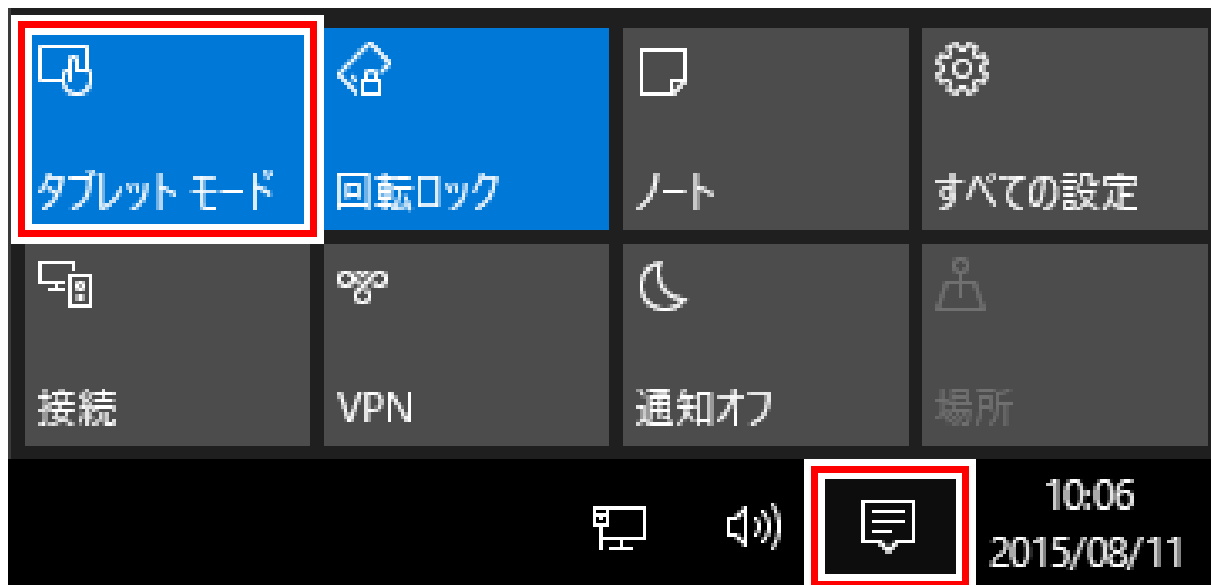 タブレット モード
回転ロック
ノート
すべての設定
接続
VPN
通知オフ
場所
10:06
2015/08/11